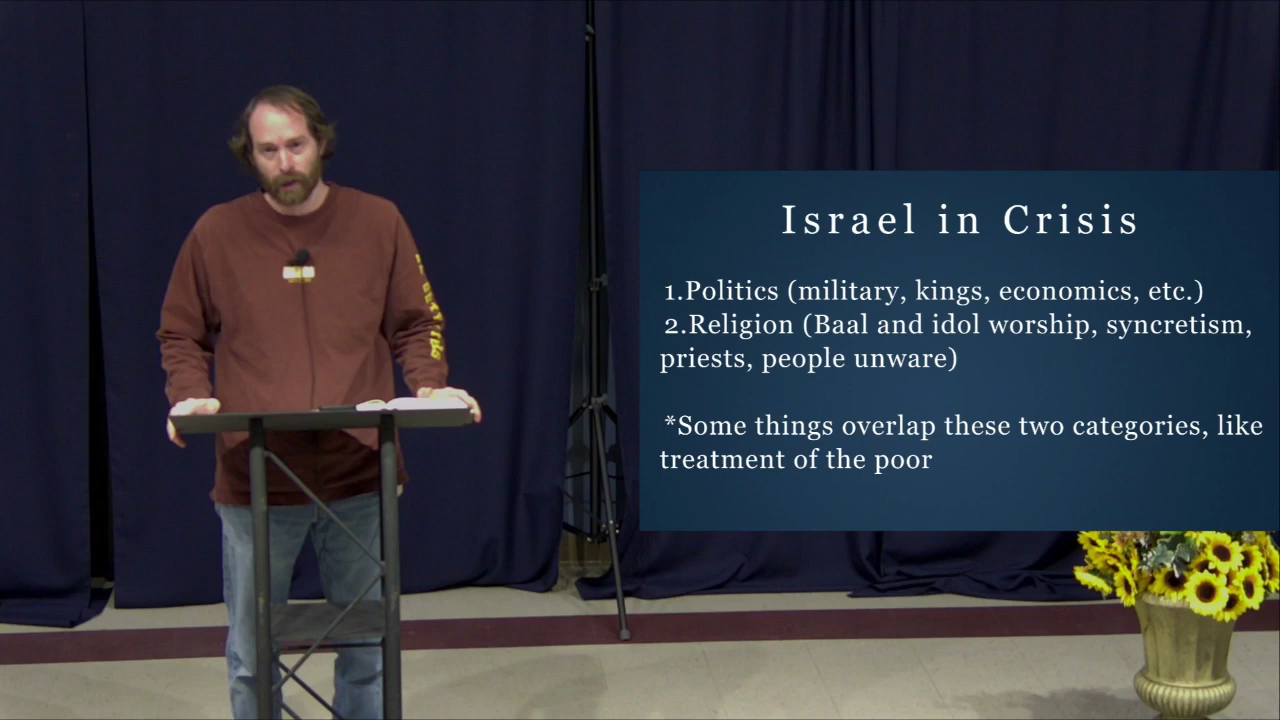 Israel in Crisis
1.Politics (military, kings, economics, etc.)
2.Religion (Baal and idol worship, syncretism,
priests, people unware)
*Some things overlap these two categories, like
treatment of the poor